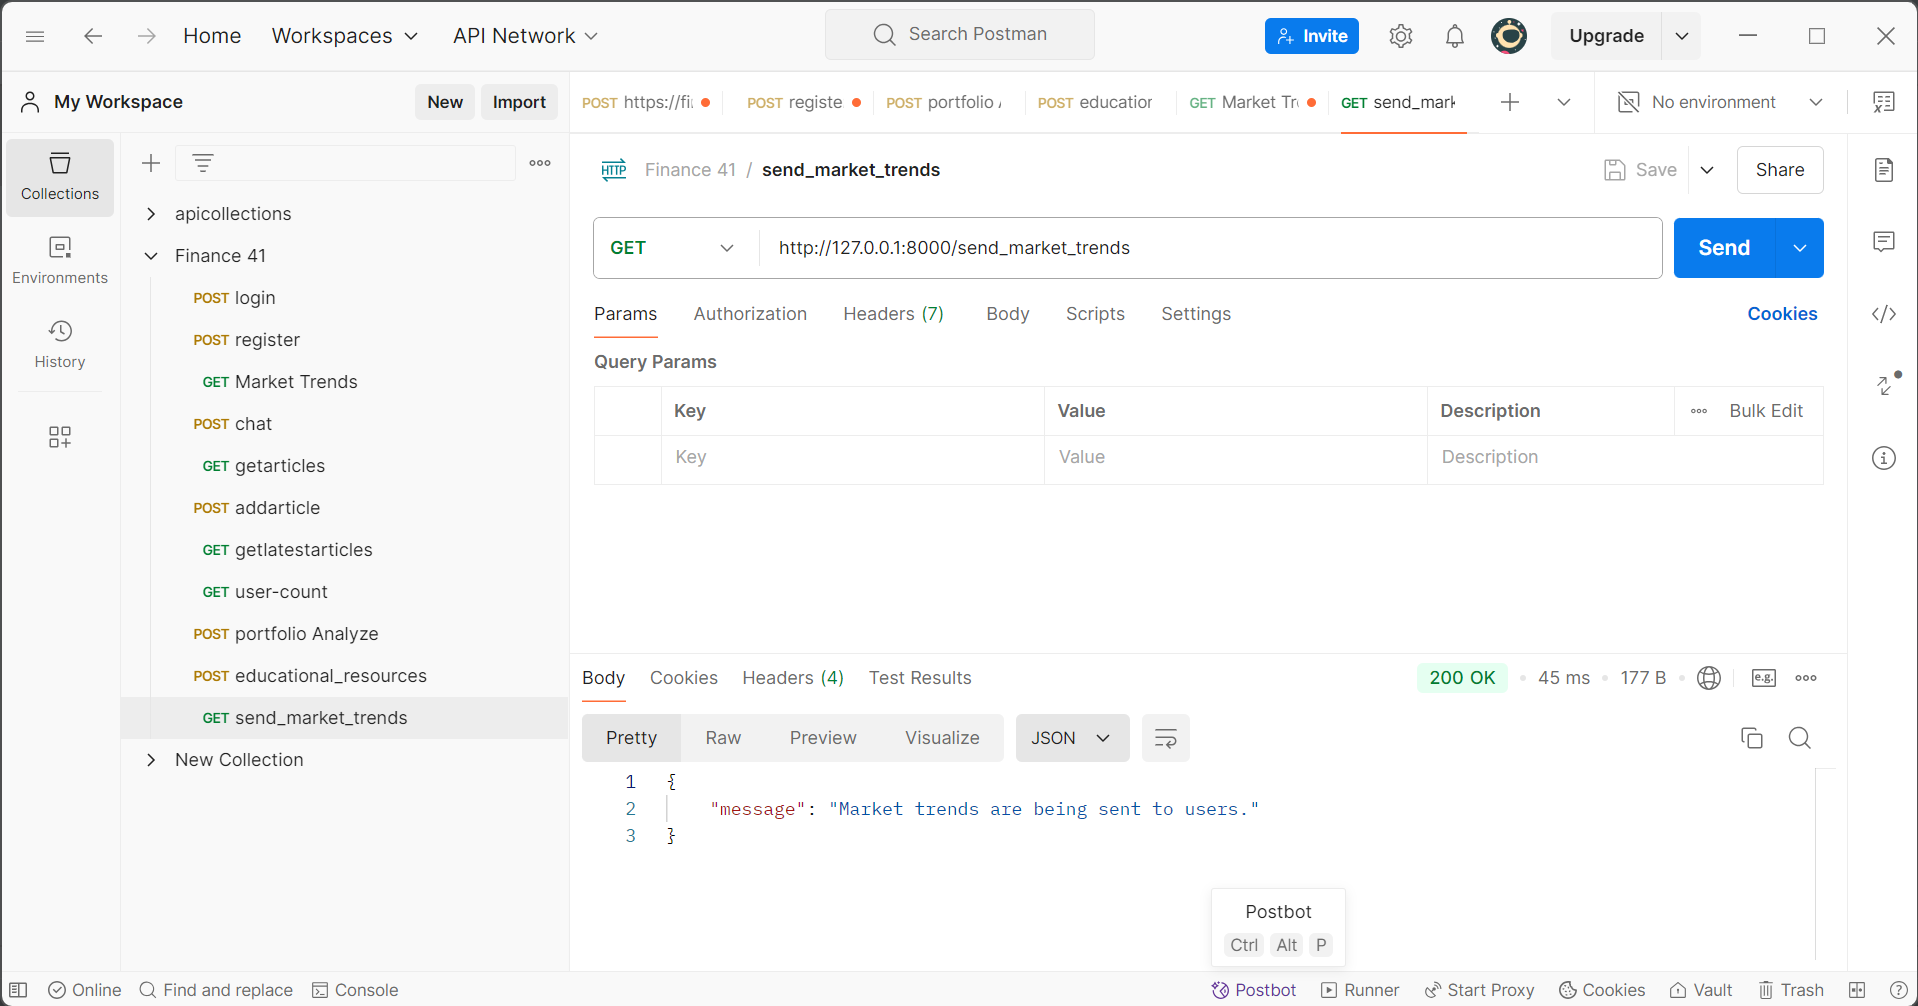 Home Workspaces API Network Search Postman Invite Upgrade
My Workspace New Import
POST https://fi POST registe POST portfolio POST education GET Market Tr GET send_mark No environment
Collections
Environments
History
apicollections
Finance 41
POST login
POST register
GET Market Trends
POST chat
GET getarticles
POST addarticle
GET getlatestarticles
GET user-count
POST portfolio Analyze
POST educational_resources
GET send_market_trends
New Collection
HTTP Finance 41 / send_market_trends Save Share
GET http://127.0.0.1:8000/send_market_trends Send
Params Authorization Headers (7) Body Scripts Settings Cookies
Query Params
Key Value Description Bulk Edit
Key Value Description
Body Cookies Headers (4) Test Results 200 OK 45 ms 177 B e.g.
Pretty Raw Preview Visualize JSON
1 {
2 "message": "Market trends are being sent to users."
3 }
Postbot
Ctrl Alt P
Online Find and replace Console Postbot Runner Start Proxy Cookies Vault Trash